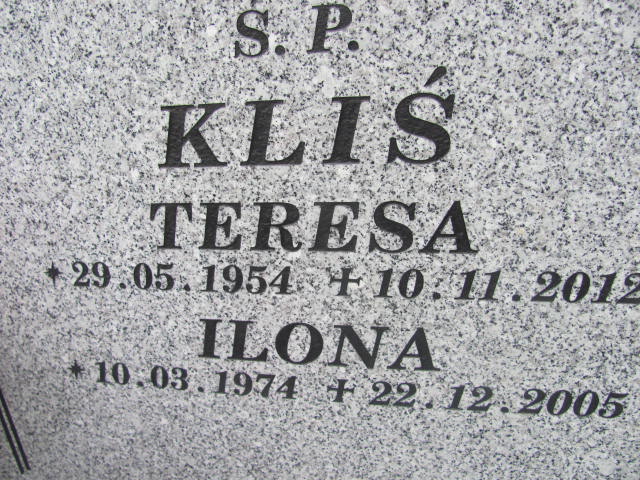 S. P.
KLIŚ
TERESA
* 29.05.1954 ✝ 10.11.2012
ILONA
* 10.03.1974 ✝ 22.12.2005